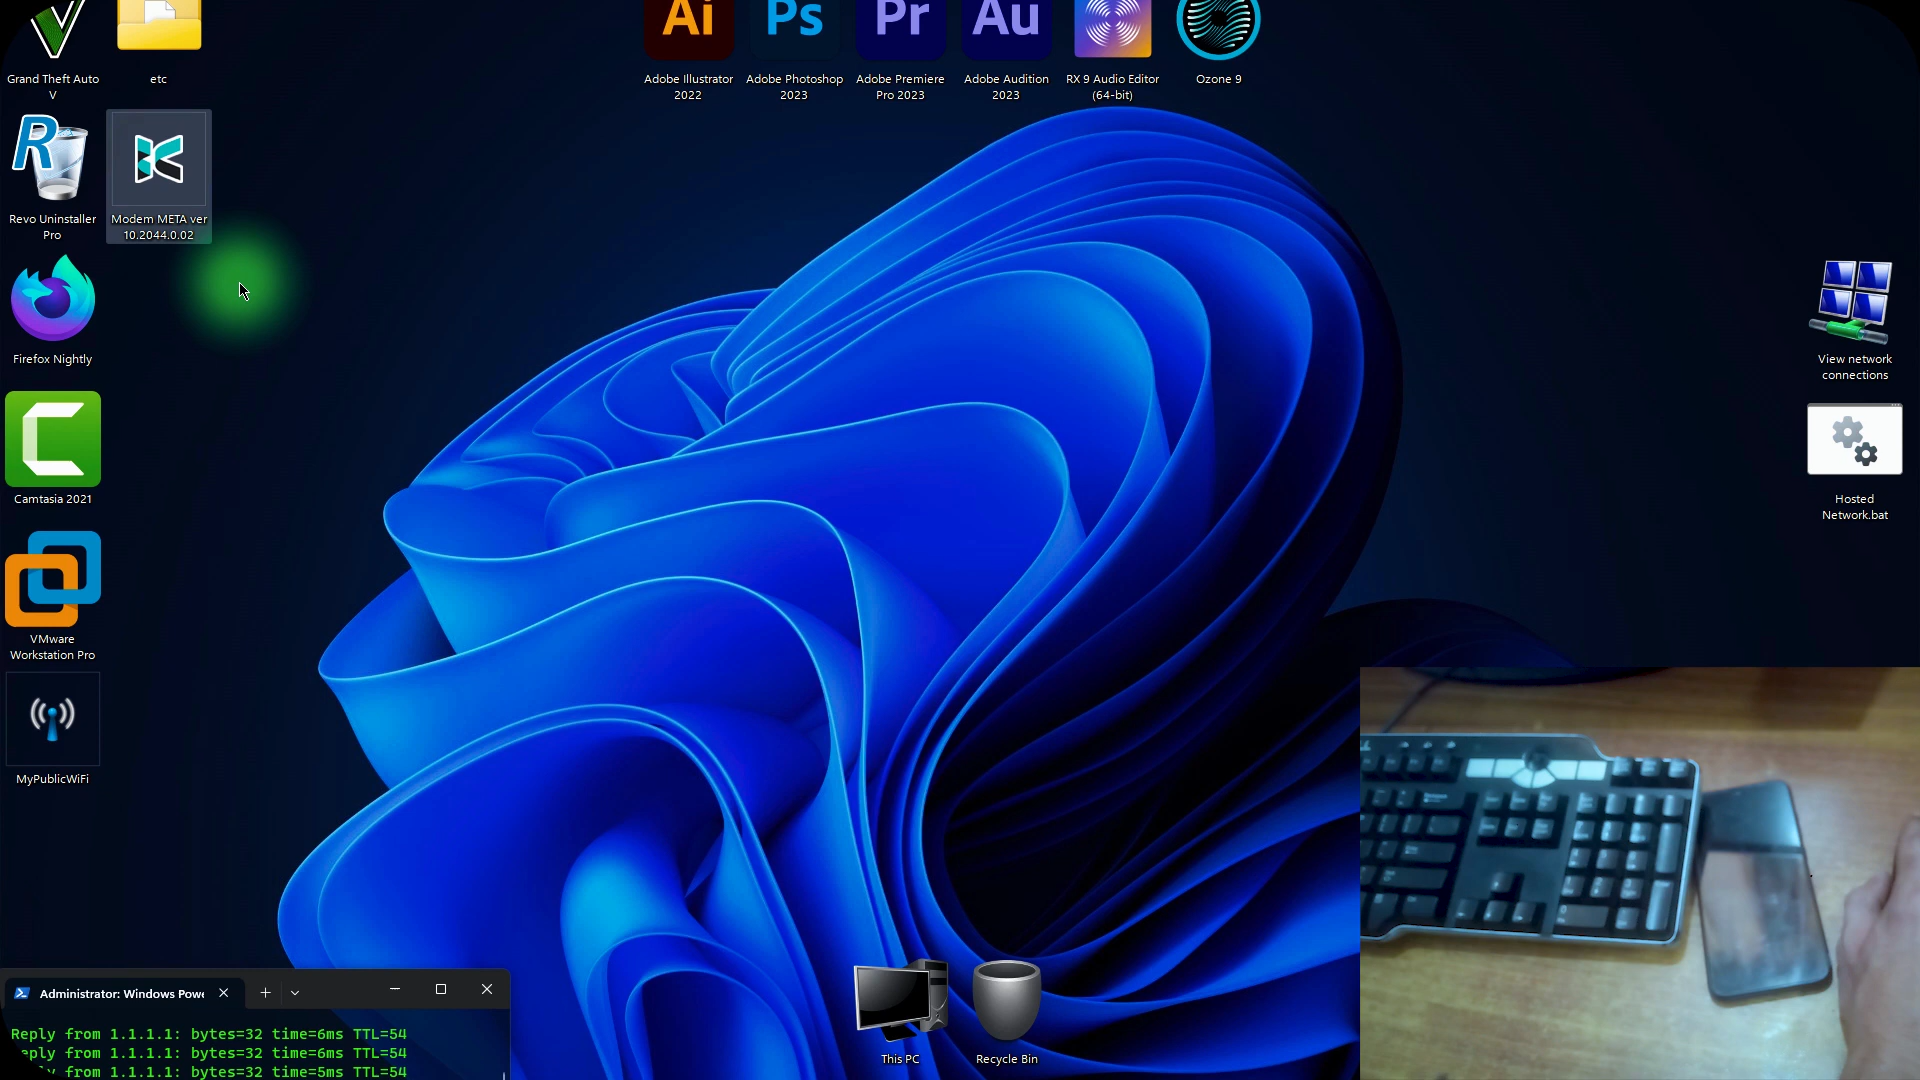 Ai
Ps
Pr
Au
Grand Theft Auto
V
etc
Adobe Illustrator
2022
Adobe Photoshop
2023
Adobe Premiere
Pro 2023
Adobe Audition
2023
RX 9 Audio Editor
(64-bit)
Ozone 9
R
Revo Uninstaller
Pro
Modem META ver
10.2044.0.02
Firefox Nightly
View network
connections
Camtasia 2021
Hosted
Network.bat
VMware
Workstation Pro
MyPublicWiFi
Administrator: Windows Powe
Reply from 1.1.1.1: bytes=32 time=6ms TTL=54
eply from 1.1.1.1: bytes=32 time=6ms TTL=54
from 1.1.1.1: bytes=32 time=5ms TTL=54
This PC
Recycle Bin